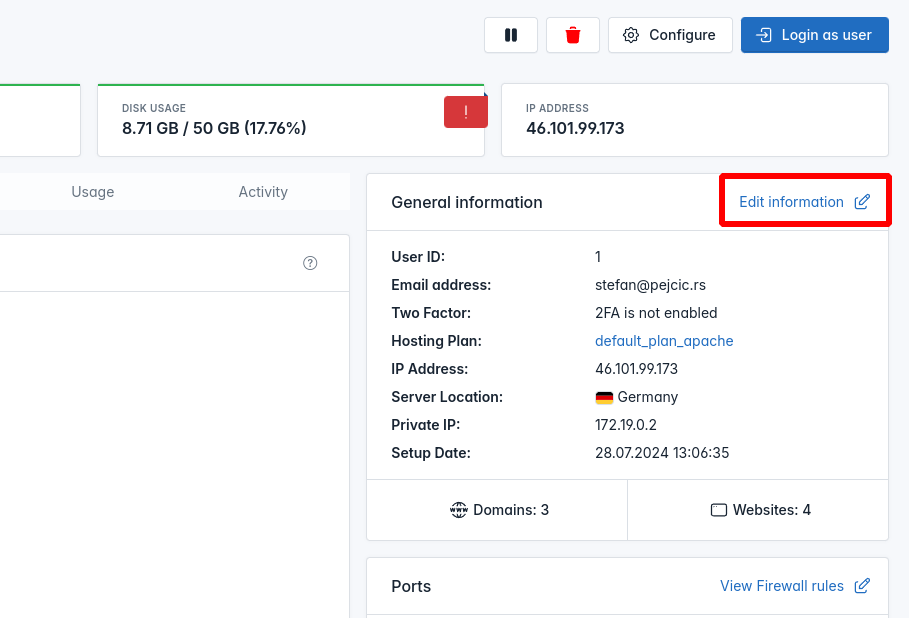 Configure
Login as user
DISK USAGE
8.71 GB / 50 GB (17.76%)
!
IP ADDRESS
46.101.99.173
Usage
Activity
General information
Edit information
User ID: 1
Email address: stefan@pejcic.rs
Two Factor: 2FA is not enabled
Hosting Plan: default_plan_apache
IP Address: 46.101.99.173
Server Location: Germany
Private IP: 172.19.0.2
Setup Date: 28.07.2024 13:06:35
Domains: 3
Websites: 4
Ports
View Firewall rules